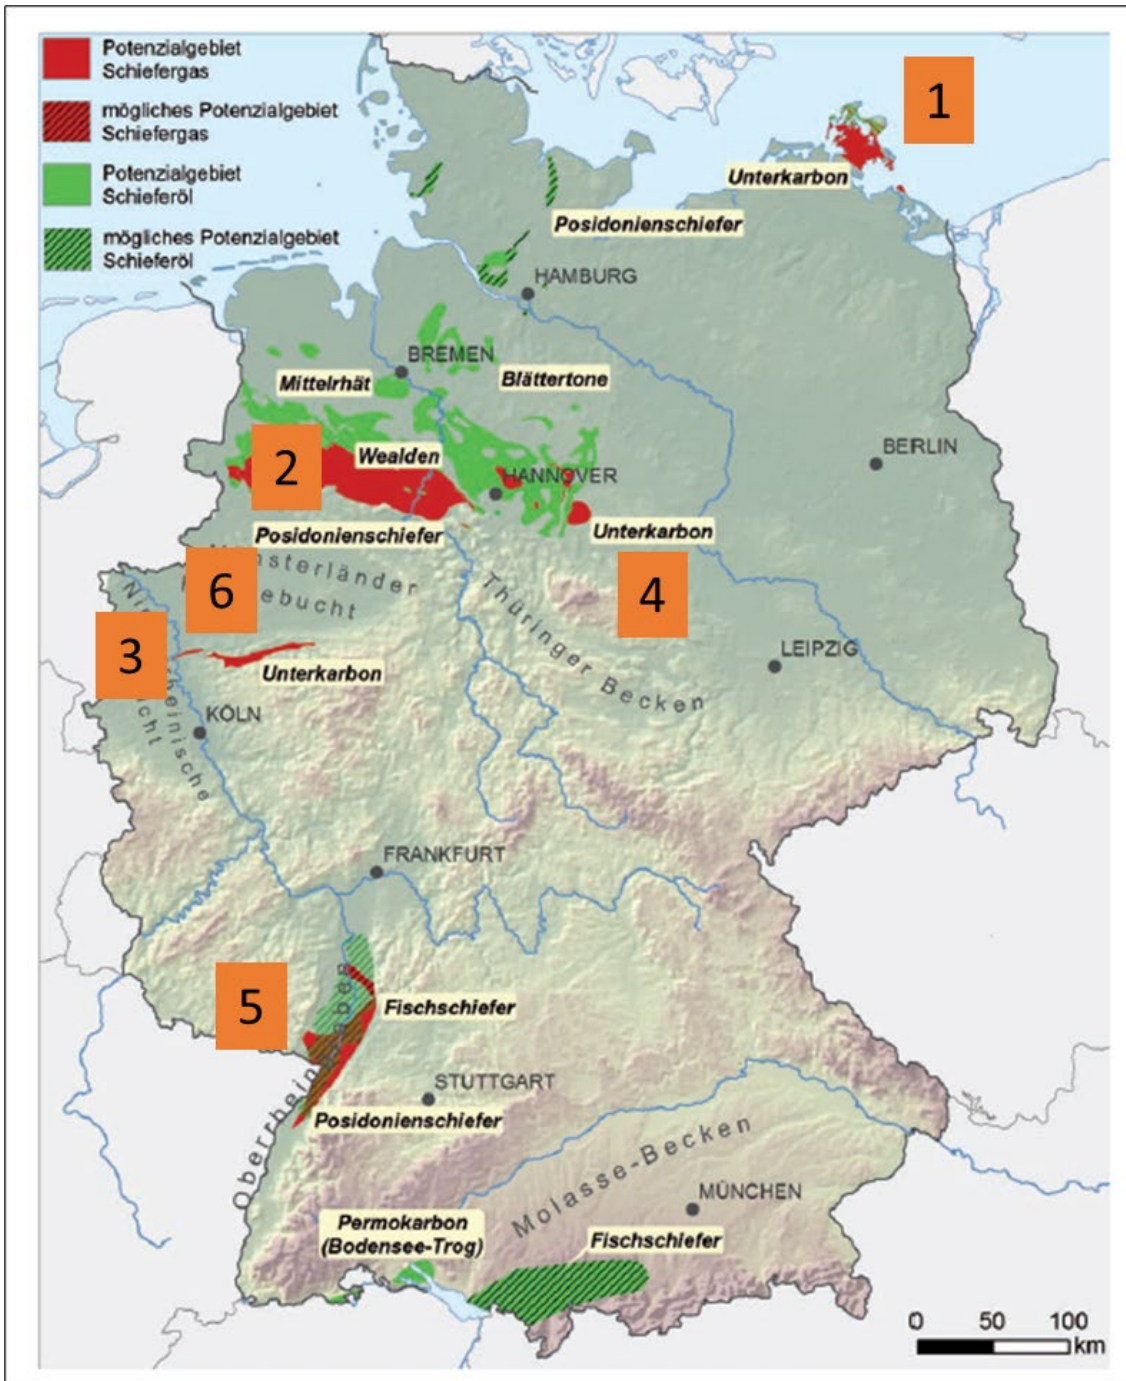 Potenzialgebiet
Schiefergas
mögliches Potenzialgebiet
Schiefergas
Potenzialgebiet
Schieferöl
mögliches Potenzialgebiet
Schieferöl
1
Unterkarbon
Posidonienschiefer
HAMBURG
BREMEN
Mittelrhät
Blättertone
BERLIN
Wealden
2
HANNOVER
Unterkarbon
Posidonienschiefer
6
4
Thüringer Becken
3
Unterkarbon
LEIPZIG
KÖLN
FRANKFURT
5
Fischschiefer
STUTTGART
Posidonienschiefer
Molasse-Becken
MÜNCHEN
Permokarbon
(Bodensee-Trog)
Fischschiefer
0 50 100
km